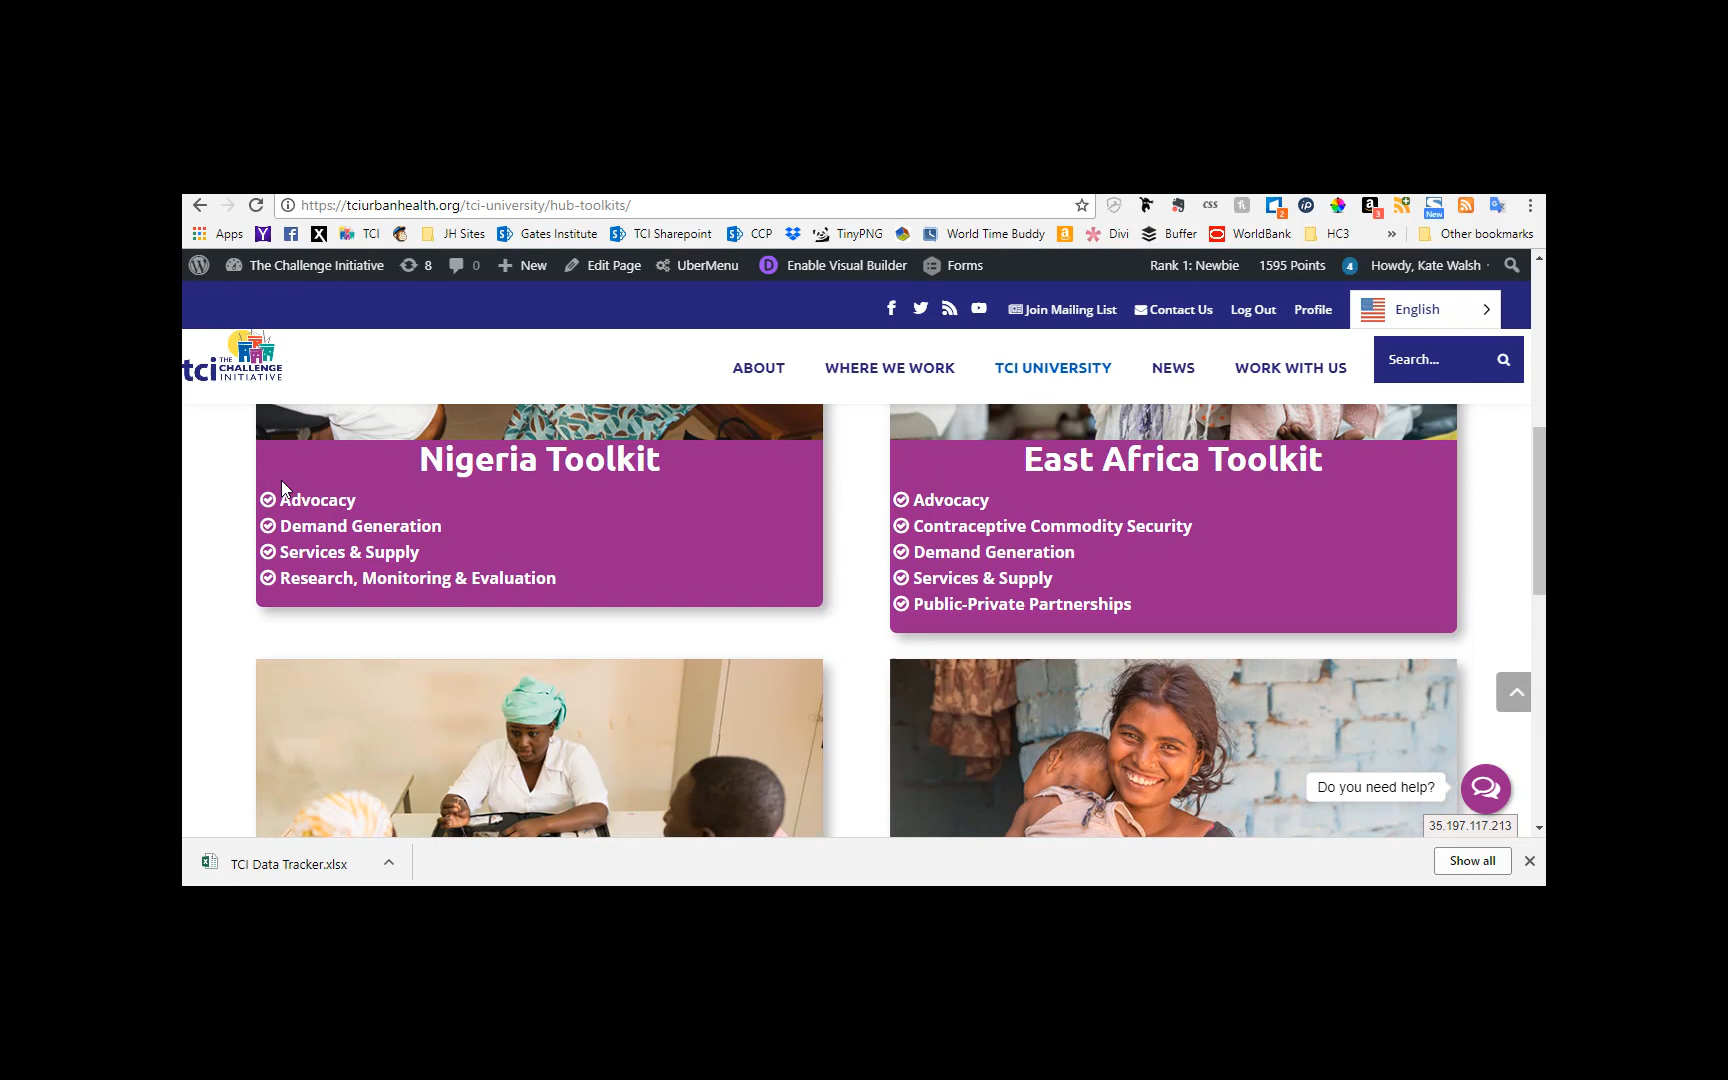 https://tciurbanhealth.org/tci-university/hub-toolkits/
css
2
3
New
Apps
TCI
JH Sites
Gates Institute
TCI Sharepoint
CCP
TinyPNG
World Time Buddy
Divi
Buffer
WorldBank
HC3
»
Other bookmarks
The Challenge Initiative
8
0
New
Edit Page
UberMenu
Enable Visual Builder
Forms
Rank 1: Newbie
1595 Points
4
Howdy, Kate Walsh
Join Mailing List
Contact Us
Log Out
Profile
English
tci THE CHALLENGE INITIATIVE
ABOUT
WHERE WE WORK
TCI UNIVERSITY
NEWS
WORK WITH US
Search...
Nigeria Toolkit
Advocacy
Demand Generation
Services & Supply
Research, Monitoring & Evaluation
East Africa Toolkit
Advocacy
Contraceptive Commodity Security
Demand Generation
Services & Supply
Public-Private Partnerships
Do you need help?
35.197.117.213
TCI Data Tracker.xlsx
Show all